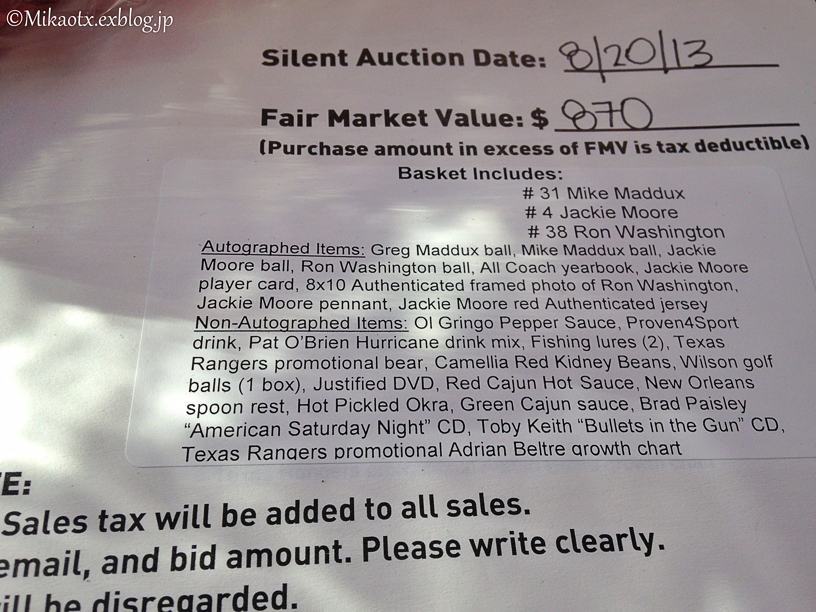 ©Mikaotx.exblog.jp
Silent Auction Date: 8/20/13
Fair Market Value: $ 870
(Purchase amount in excess of FMV is tax deductible)
Basket Includes:
# 31 Mike Maddux
# 4 Jackie Moore
# 38 Ron Washington
Autographed Items: Greg Maddux ball, Mike Maddux ball, Jackie
Moore ball, Ron Washington ball, All Coach yearbook, Jackie Moore
player card, 8x10 Authenticated framed photo of Ron Washington,
Jackie Moore pennant, Jackie Moore red Authenticated jersey
Non-Autographed Items: Ol Gringo Pepper Sauce, Proven4Sport
drink, Pat O'Brien Hurricane drink mix, Fishing lures (2), Texas
Rangers promotional bear, Camellia Red Kidney Beans, Wilson golf
balls (1 box), Justified DVD, Red Cajun Hot Sauce, New Orleans
spoon rest, Hot Pickled Okra, Green Cajun sauce, Brad Paisley
"American Saturday Night" CD, Toby Keith "Bullets in the Gun" CD,
Texas Rangers promotional Adrian Beltre growth chart
E:
Sales tax will be added to all sales.
email, and bid amount. Please write clearly.
ill be disregarded.